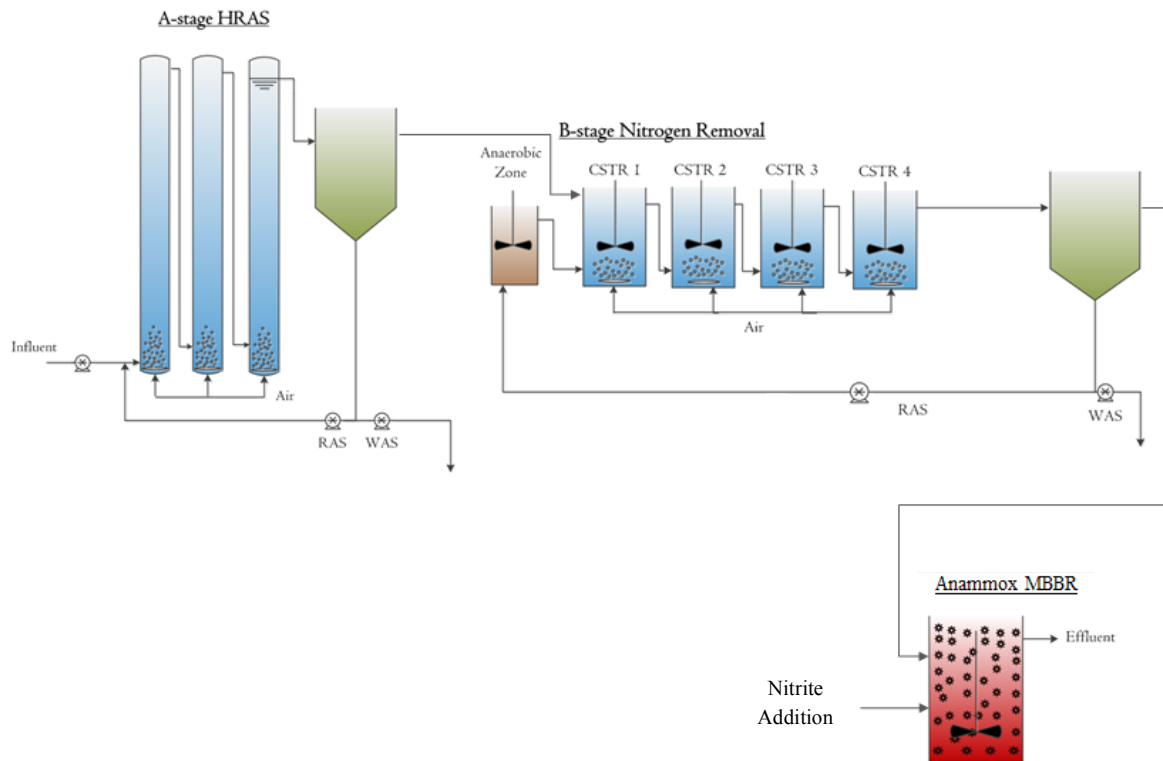 A-stage HRAS
B-stage Nitrogen Removal
Anaerobic
Zone
CSTR 1
CSTR 2
CSTR 3
CSTR 4
Influent
Air
RAS
WAS
Air
RAS
WAS
Anammox MBBR
Effluent
Nitrite
Addition